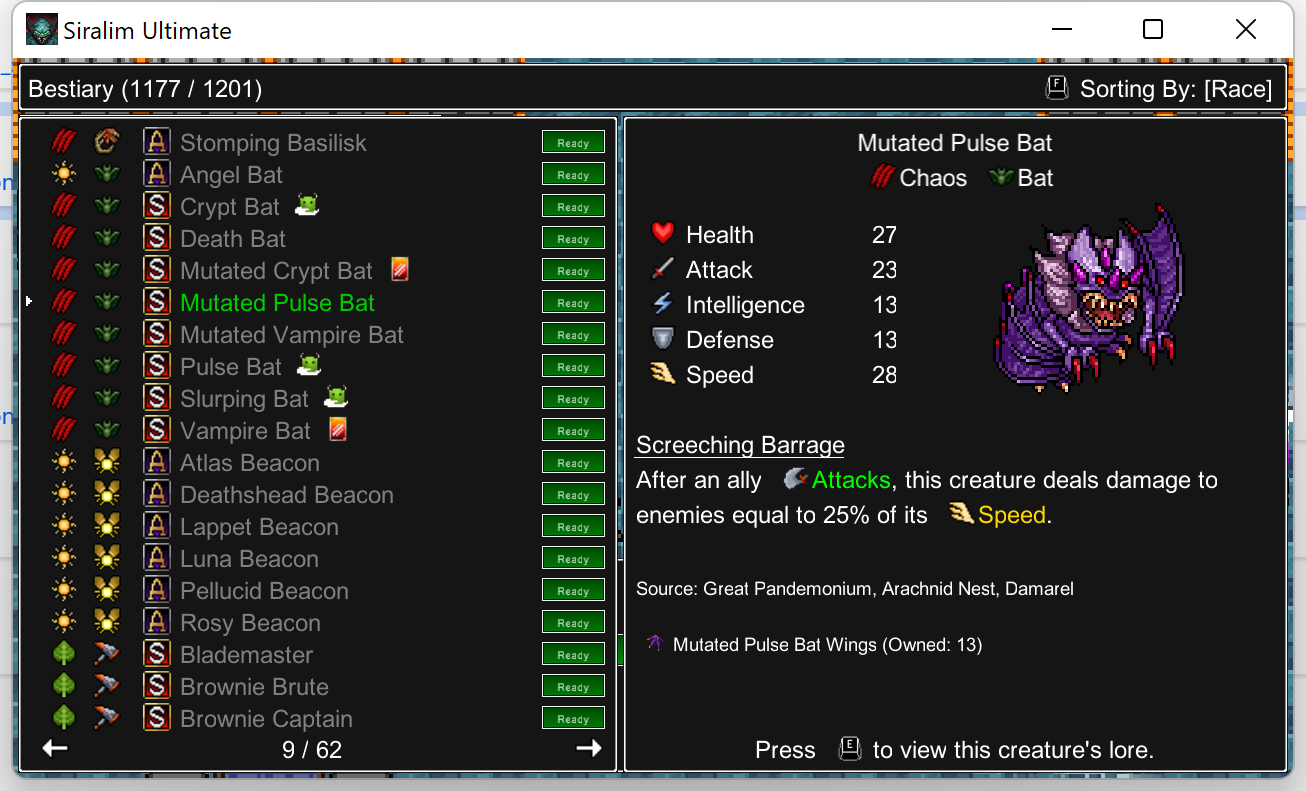 Siralim Ultimate
Bestiary (1177 / 1201)
F Sorting By: [Race]
A Stomping Basilisk Ready
A Angel Bat Ready
S Crypt Bat Ready
S Death Bat Ready
S Mutated Crypt Bat Ready
S Mutated Pulse Bat Ready
S Mutated Vampire Bat Ready
S Pulse Bat Ready
S Slurping Bat Ready
S Vampire Bat Ready
A Atlas Beacon Ready
A Deathshead Beacon Ready
A Lappet Beacon Ready
A Luna Beacon Ready
A Pellucid Beacon Ready
A Rosy Beacon Ready
S Blademaster Ready
S Brownie Brute Ready
S Brownie Captain Ready
9 / 62
Mutated Pulse Bat
Chaos Bat
Health 27
Attack 23
Intelligence 13
Defense 13
Speed 28
Screeching Barrage
After an ally Attacks, this creature deals damage to
enemies equal to 25% of its Speed.
Source: Great Pandemonium, Arachnid Nest, Damarel
Mutated Pulse Bat Wings (Owned: 13)
Press E to view this creature's lore.